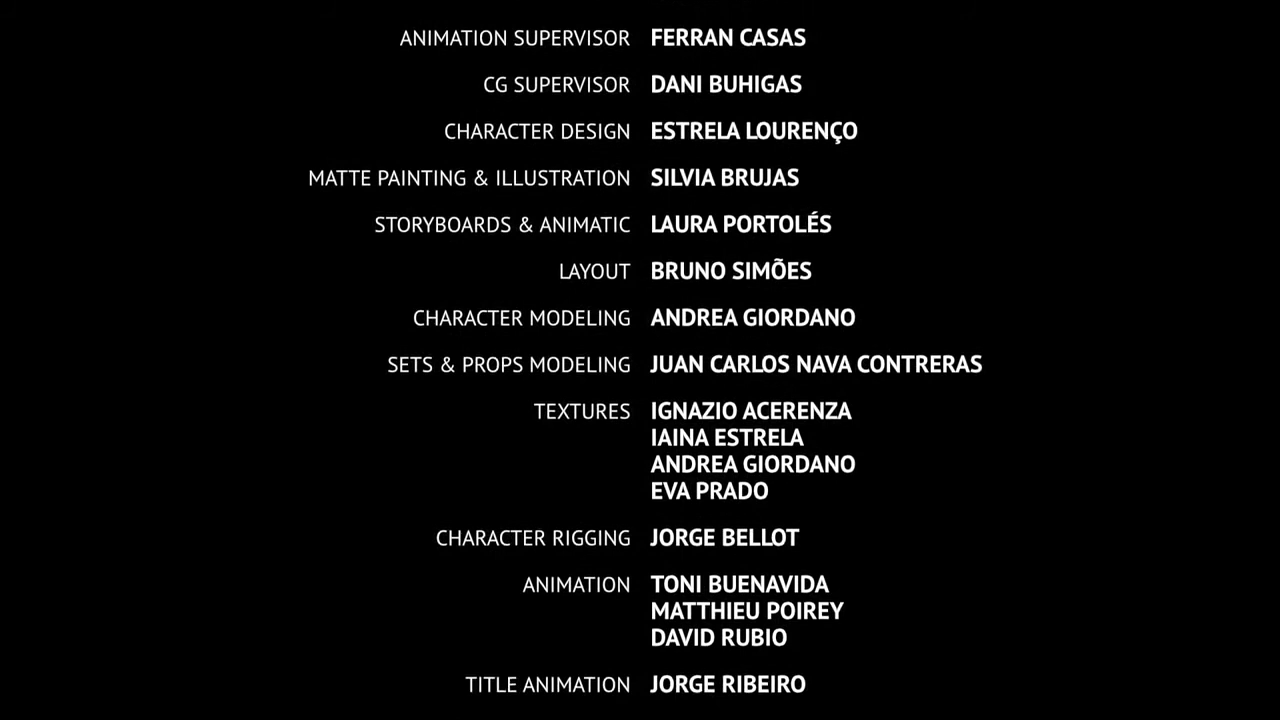 ANIMATION SUPERVISOR FERRAN CASAS
CG SUPERVISOR DANI BUHIGAS
CHARACTER DESIGN ESTRELA LOURENÇO
MATTE PAINTING & ILLUSTRATION SILVIA BRUJAS
STORYBOARDS & ANIMATIC LAURA PORTOLÉS
LAYOUT BRUNO SIMÕES
CHARACTER MODELING ANDREA GIORDANO
SETS & PROPS MODELING JUAN CARLOS NAVA CONTRERAS
TEXTURES IGNAZIO ACERENZA
IAINA ESTRELA
ANDREA GIORDANO
EVA PRADO
CHARACTER RIGGING JORGE BELLOT
ANIMATION TONI BUENAVIDA
MATTHIEU POIREY
DAVID RUBIO
TITLE ANIMATION JORGE RIBEIRO